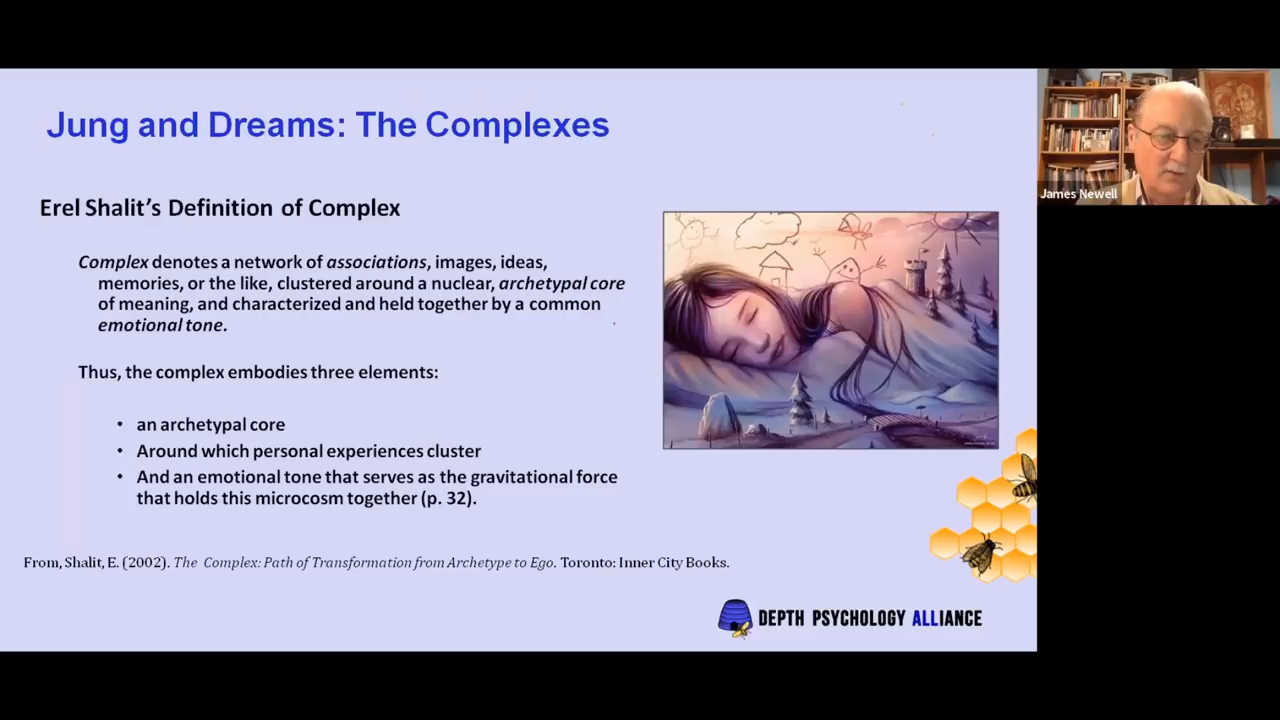 Jung and Dreams: The Complexes
James Newell
Erel Shalit's Definition of Complex
Complex denotes a network of associations, images, ideas,
memories, or the like, clustered around a nuclear, archetypal core
of meaning, and characterized and held together by a common
emotional tone.
Thus, the complex embodies three elements:
• an archetypal core
• Around which personal experiences cluster
• And an emotional tone that serves as the gravitational force
that holds this microcosm together (p. 32).
From, Shalit, E. (2002). The Complex: Path of Transformation from Archetype to Ego. Toronto: Inner City Books.
DEPTH PSYCHOLOGY ALLIANCE